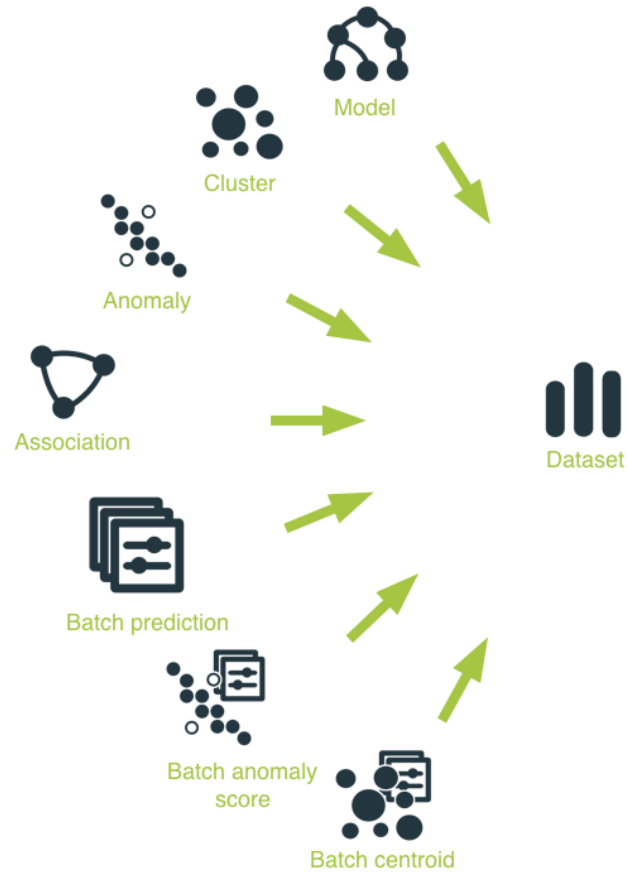 Model
Cluster
Anomaly
Association
Dataset
Batch prediction
Batch anomaly
score
Batch centroid